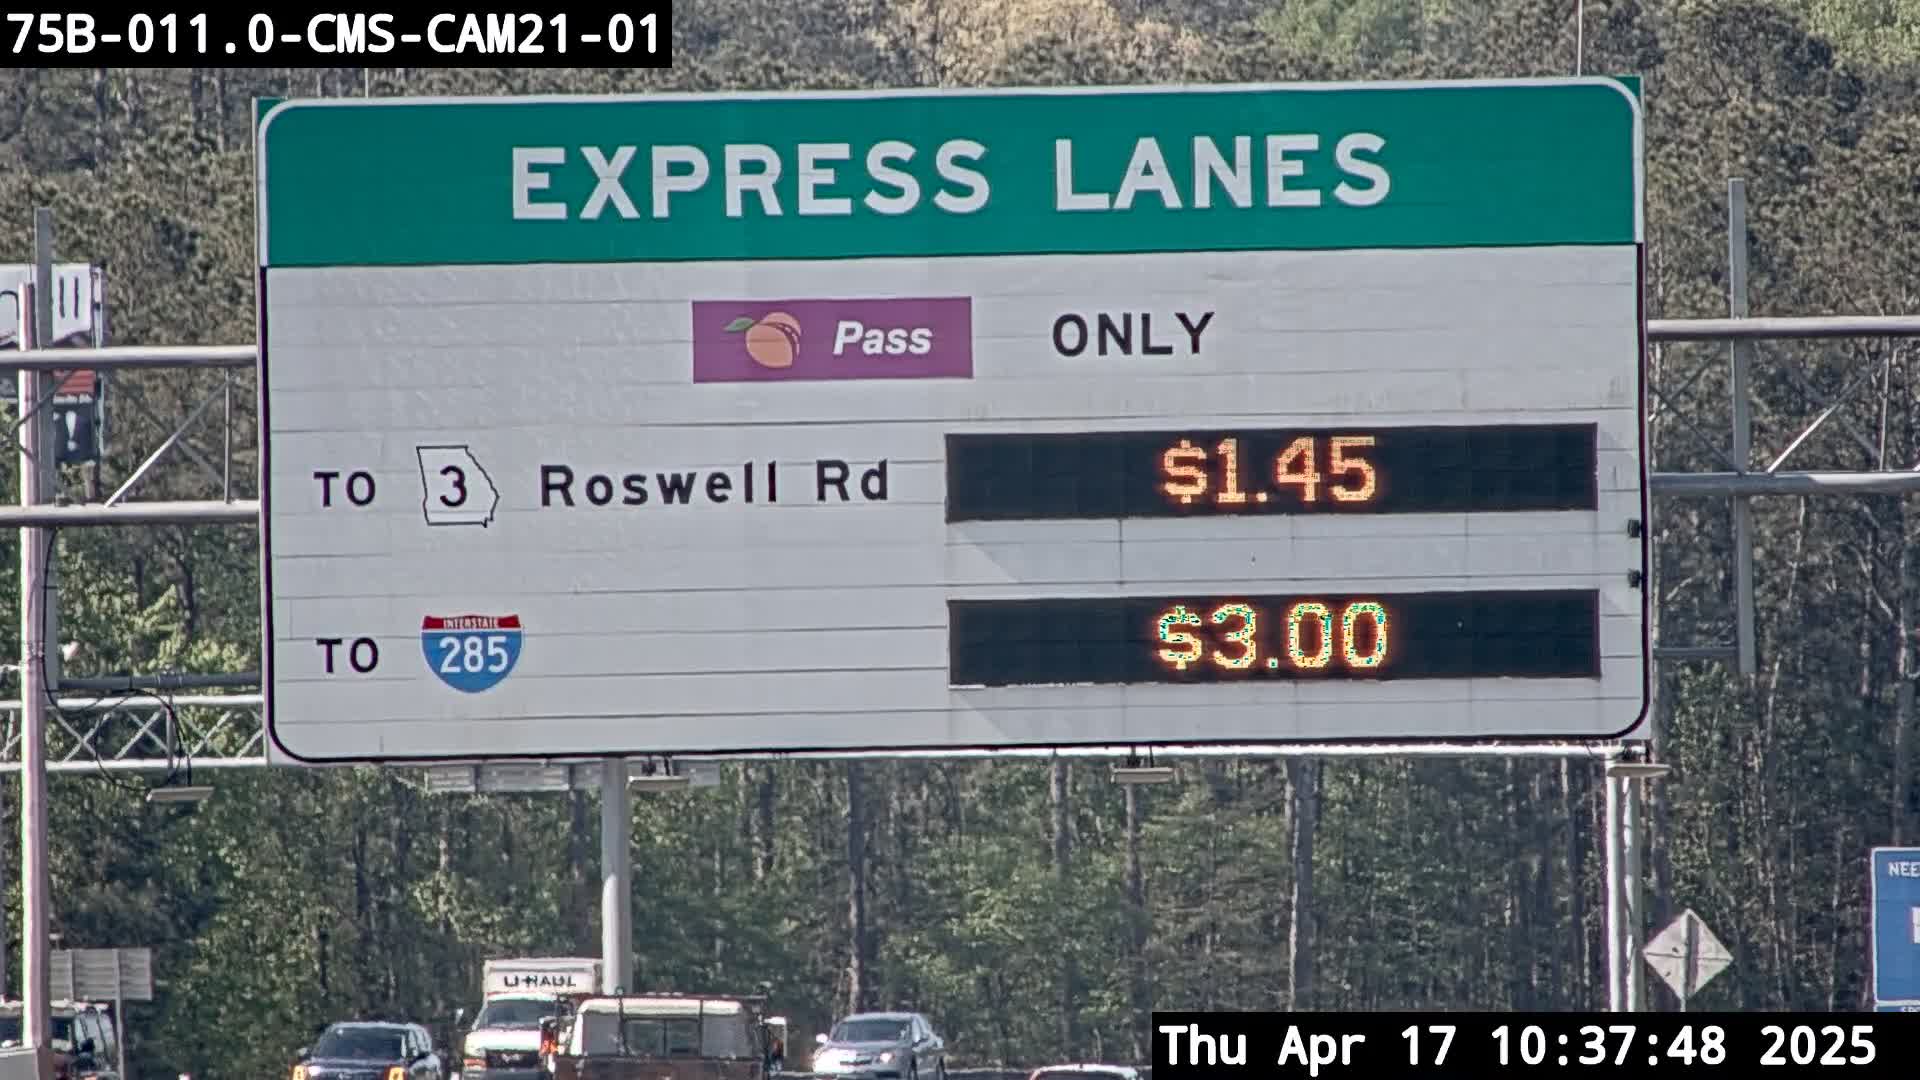 75B-011.0-CMS-CAM21-01
EXPRESS LANES
Pass ONLY
TO 3 Roswell Rd $1.45
INTERSTATE
TO 285 $3.00
U-HAUL
NEE
Thu Apr 17 10:37:48 2025